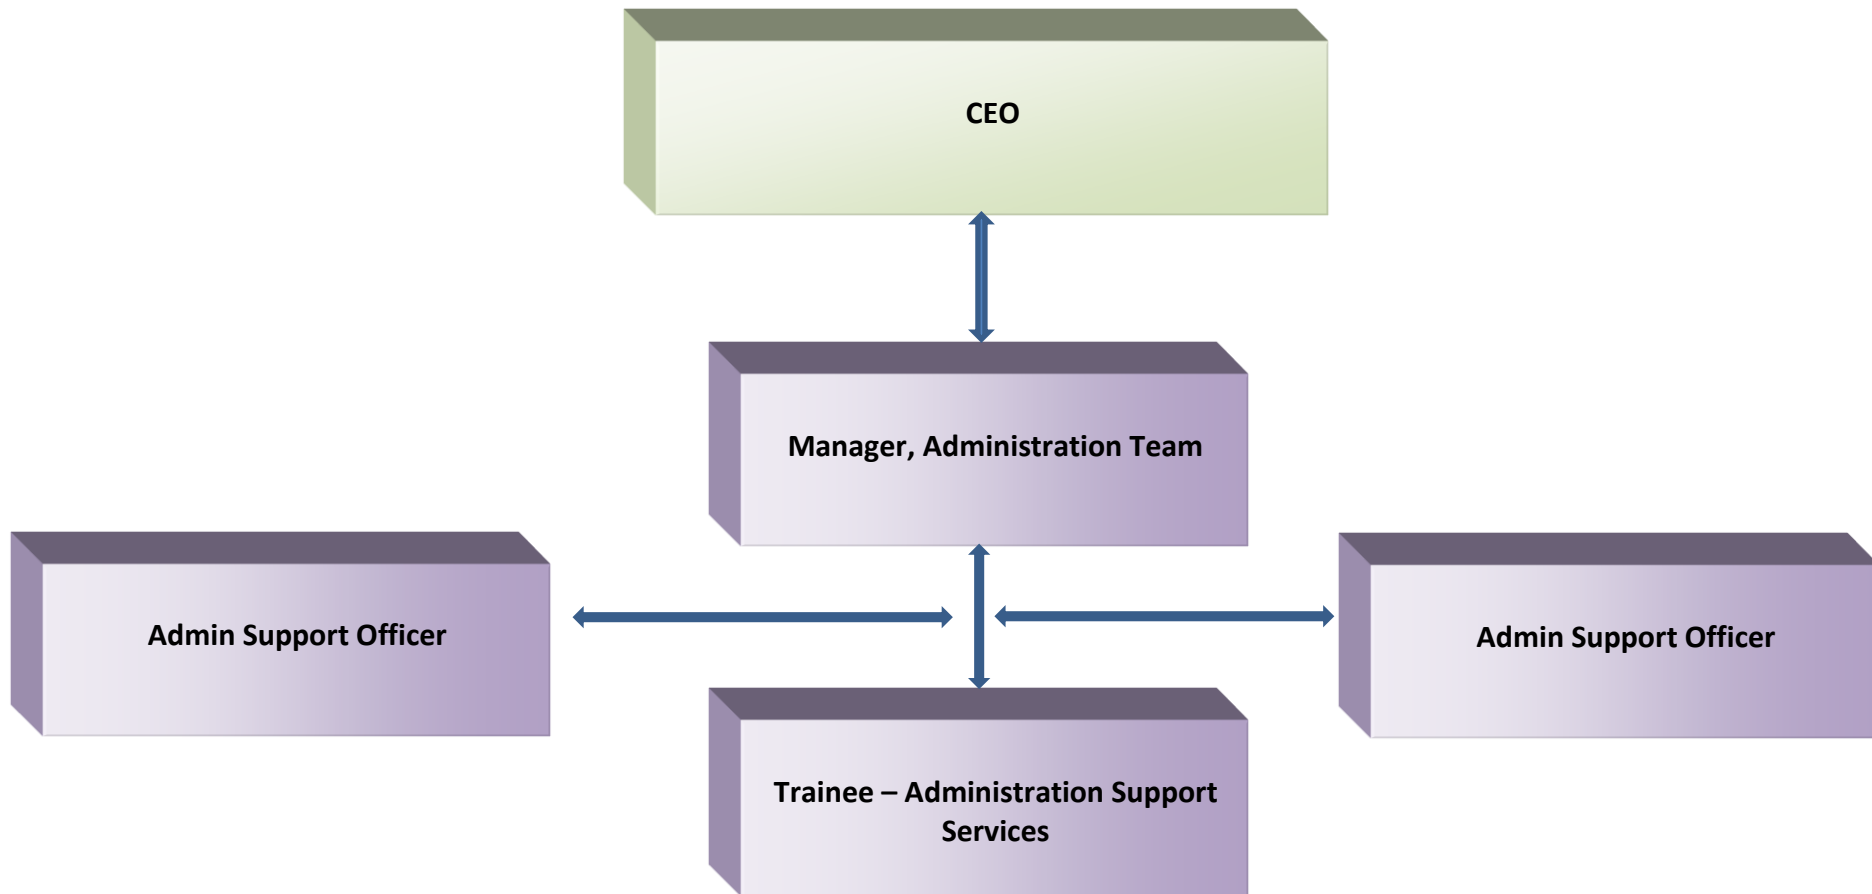 CEO
Manager, Administration Team
Admin Support Officer
Admin Support Officer
Trainee – Administration Support
Services